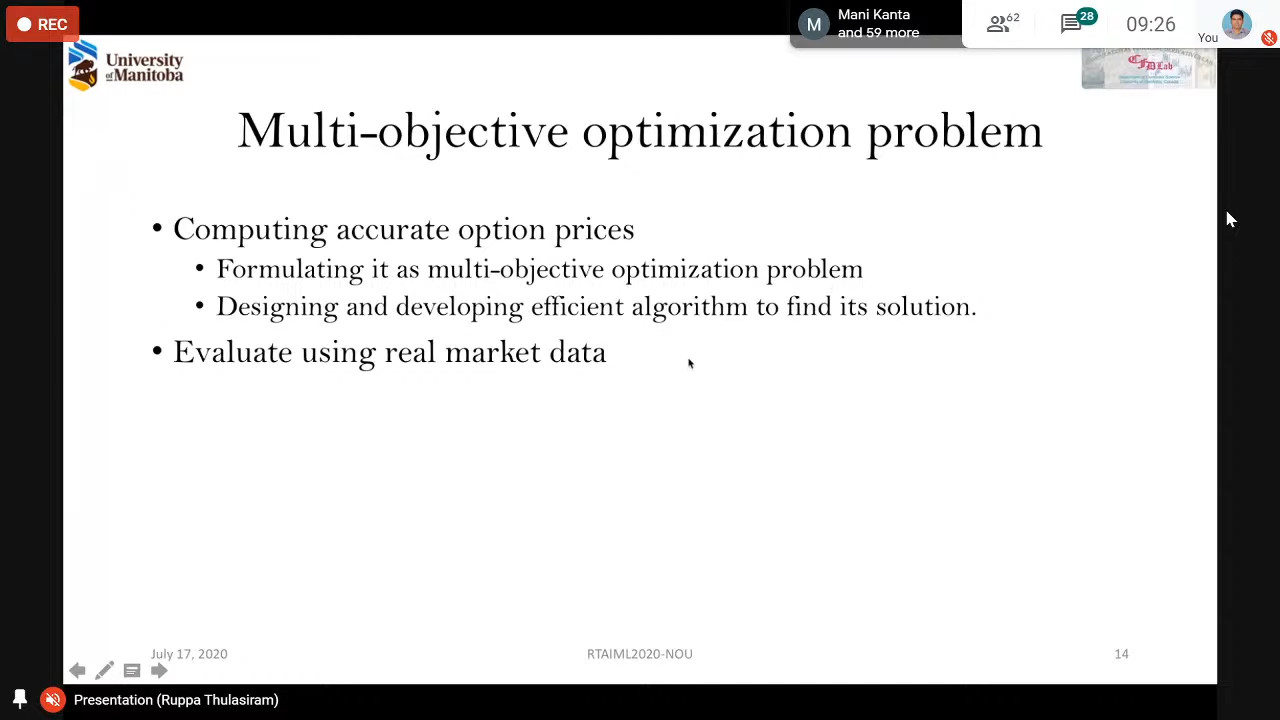 REC
M
Mani Kanta
and 59 more
62
28
09:26
You
University
of Manitoba
CFD Lab
Multi-objective optimization problem
• Computing accurate option prices
• Formulating it as multi-objective optimization problem
• Designing and developing efficient algorithm to find its solution.
• Evaluate using real market data
July 17, 2020
RTAIML2020-NOU
14
Presentation (Ruppa Thulasiram)